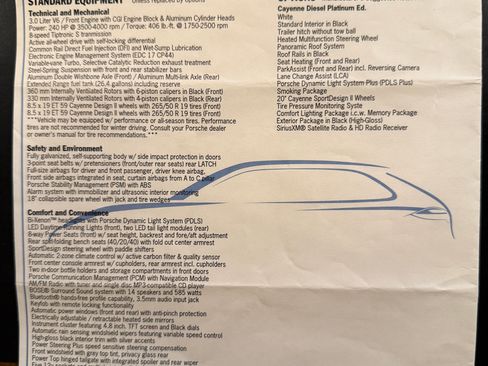 STANDARD EQUIPMENT unless replaced by options
Technical and Mechanical
3.0 Liter V6 / Front Engine with CGI Engine Block & Aluminum Cylinder Heads
Power: 240 HP @ 3500-4000 rpm / Torque: 406 lb.-ft. @ 1750-2500 rpm
8-speed Tiptronic S tranmission
Active all-wheel drive with self-locking differential
Common Rail Direct Fuel Injection (DFI) and Wet-Sump Lubrication
Electronic Engine Management System (EDC 17 CP44)
Variable-vane Turbo, Selective Catalytic Reduction exhaust treatment
Steel-Spring Suspension with front and rear stabilizer bars
Aluminum Double Wishbone Axle (Front) / Aluminum Multi-link Axle (Rear)
Extended Range fuel tank (26.4 gallons) including reserve
360 mm Internally Ventilated Rotors with 6-piston calipers in Black (Front)
330 mm Internally Ventilated Rotors with 4-piston calipers in Black (Rear)
8.5 x 19 ET 59 Cayenne Design II wheels with 265/50 R 19 tires (Front)
8.5 x 19 ET 59 Cayenne Design II wheels with 265/50 R 19 tires (Front)
***Vehicle may be equipped w/ performance or all-season tires. Performance
tires are not recommended for winter driving. Consult your Porsche dealer
or owner's manual for tire recommendations.***
Safety and Environment
Fully galvanized, self-supporting body w/ side impact protection in doors
3-point seat belts w/ pretensioners (front/outer rear seats) rear LATCH
Full-size airbages for driver and front passenger, driver knee airbag,
Front side airbags integrated in seat, curtain airbags from A to C pillar
Porsche Stability Management (PSM) with ABS
Alarm system with immobilizer and ultrasonic interior monitoring
18" collapsible spare wheel with jack and tire wedges
Comfort and Convenience
Bi-Xenon™ headlights with Porsche Dynamic Light System (PDLS)
LED Daytime Running Lights (front), two LED tail light modules (rear)
8-way Power Seats (front) w/ seat height, backrest and fore/aft adjustment
Rear split-folding bench seats (40/20/40) with fold out center armrest
SportDesign steering wheel with paddle shifters
Automatic 2-zone climate control w/ active carbon filter & quality sensor
Front center console armrest w/ cupholders, rear armrest incl. cupholders
Two in-door bottle holders and storage compartments in front doors
Porsche Communication Management (PCM) with Navigation Module
AM/FM Radio with tuner and single disc MP3-compatible CD player
BOSE® Surround Sound system with 14 speakers and 585 watts
Bluetooth® hands-free profile capability, 3.5mm audio input jack
Keyfob with remote locking functionality
Automatic power windows (front and rear) with anti-pinch protection
Electrically adjustable / retractable heated side mirrors
Instrument cluster featuring 4.8 inch, TFT screen and Black dials
Automatic rain sensing windshield wipers featuring variable speed control
High-gloss black interior trim with silver accents
Power Steering Plus speed sensitive steering compensation
Front windshield with gray top tint, privacy glass rear
Power Top hinged tailgate with integrated spoiler and rear wiper
Cayenne Diesel Platinum Ed.
White
Standard Interior in Black
Trailer hitch without tow ball
Heated Multifunction Steering Wheel
Panoramic Roof System
Roof Rails in Black
Seat Heating (Front and Rear)
ParkAssist (Front and Rear) incl. Reversing Camera
Lane Change Assist (LCA)
Porsche Dynamic Light System Plus (PDLS Plus)
Smoking Package
20" Cayenne SportDesign II Wheels
Tire Pressure Monitoring Syste
Comfort Lighting Package i.c.w. Memory Package
Exterior Package in Black (High-Gloss)
SiriusXM® Satellite Radio & HD Radio Receiver